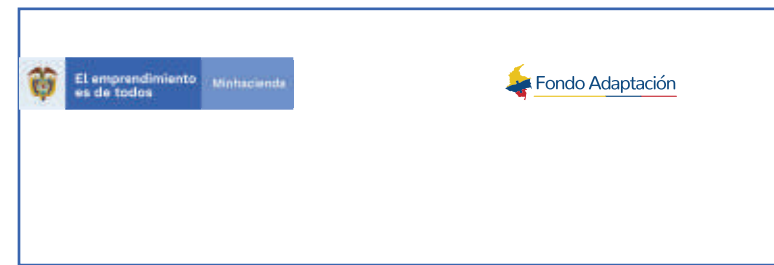 El emprendimiento
es de todos
Minhacienda
Fondo Adaptación